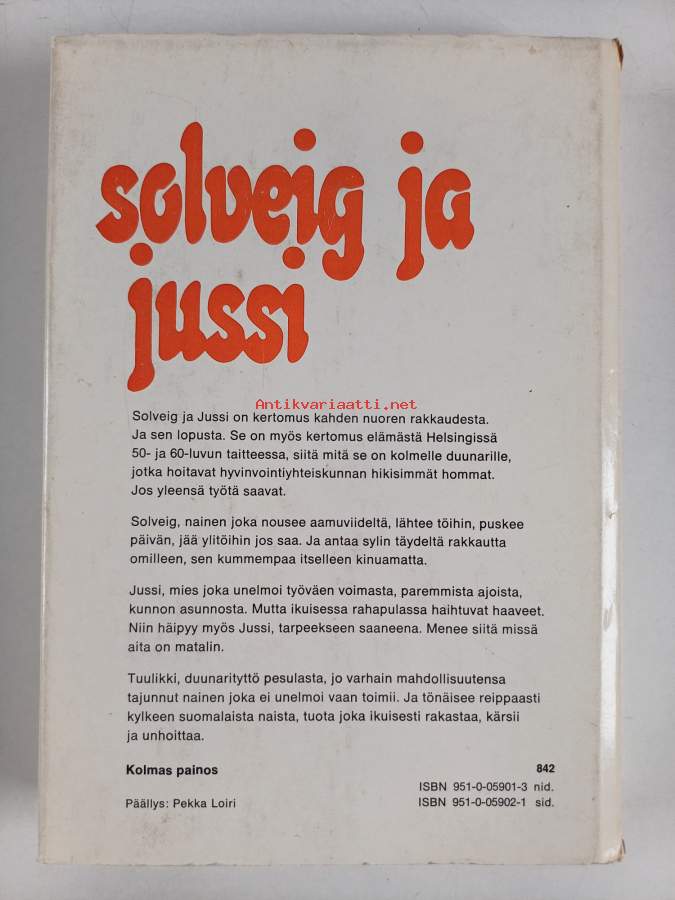 solveig ja
jussi
Antikvariaatti.net
Solveig ja Jussi on kertomus kahden nuoren rakkaudesta.
Ja sen lopusta. Se on myös kertomus elämästä Helsingissä
50- ja 60-luvun taitteessa, siitä mitä se on kolmelle duunarille,
jotka hoitavat hyvinvointiyhteiskunnan hikisimmät hommat.
Jos yleensä työtä saavat.
Solveig, nainen joka nousee aamuviideltä, lähtee töihin, puskee
päivän, jää ylitöihin jos saa. Ja antaa sylin täydeltä rakkautta
omilleen, sen kummempaa itselleen kinuamatta.
Jussi, mies joka unelmoi työväen voimasta, paremmista ajoista,
kunnon asunnosta. Mutta ikuisessa rahapulassa haihtuvat haaveet.
Niin häipyy myös Jussi, tarpeekseen saaneena. Menee siitä missä
aita on matalin.
Tuulikki, duunarityttö pesulasta, jo varhain mahdollisuutensa
tajunnut nainen joka ei unelmoi vaan toimii. Ja tönäisee reippaasti
kylkeen suomalaista naista, tuota joka ikuisesti rakastaa, kärsii
ja unhoittaa.
Kolmas painos
842
ISBN 951-0-05901-3 nid.
Päällys: Pekka Loiri
ISBN 951-0-05902-1 sid.